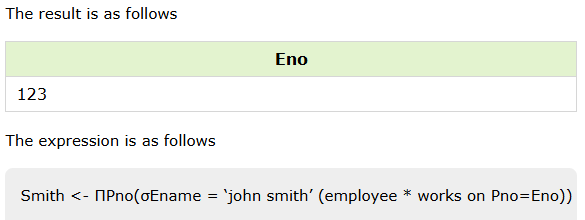 The result is as follows
Eno
123
The expression is as follows
Smith <- ΠPno(σEname = ‘john smith’ (employee * works on Pno=Eno))